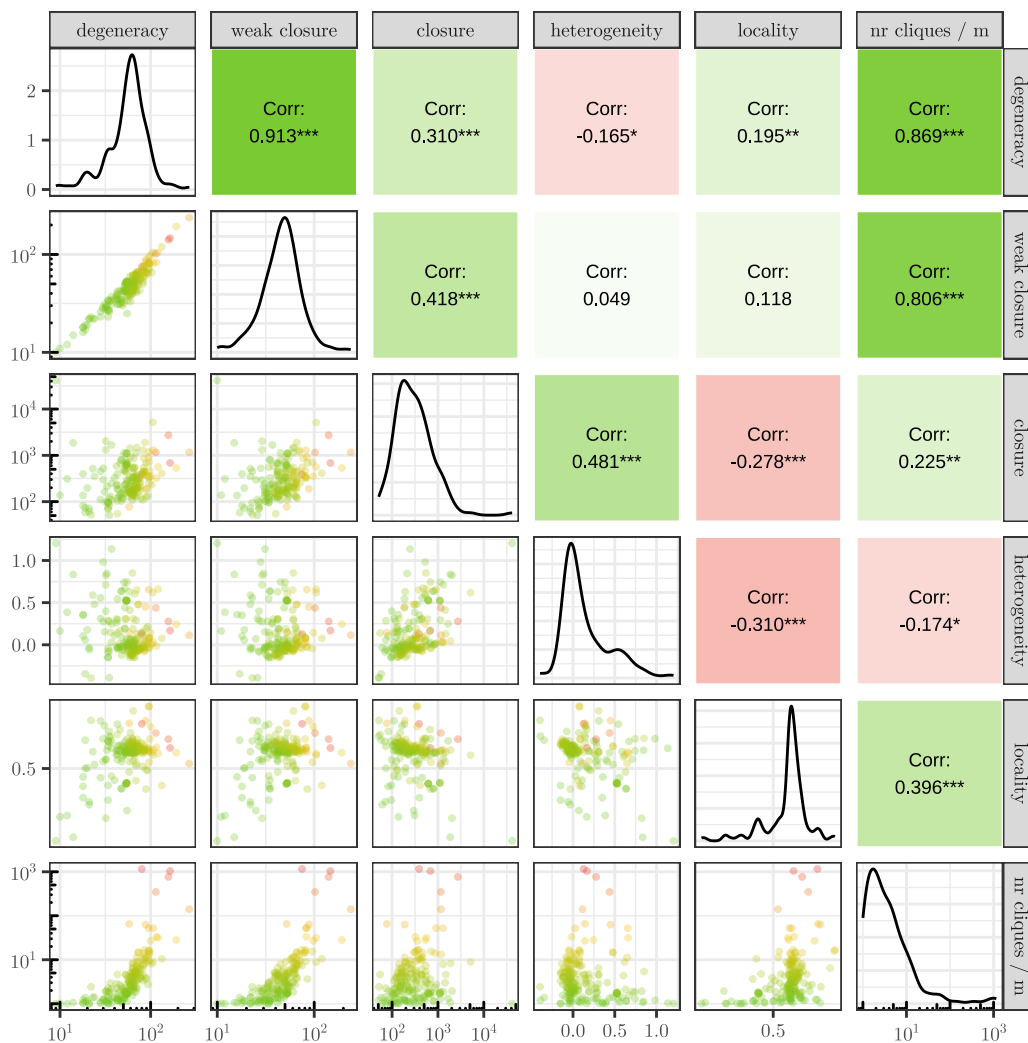 degeneracy weak closure closure heterogeneity locality nr cliques / m
2
1
0
Corr:
0.913***
Corr:
0.310***
Corr:
-0.165*
Corr:
0.195**
Corr:
0.869***
degeneracy
10²
10¹
Corr:
0.418***
Corr:
0.049
Corr:
0.118
Corr:
0.806***
weak closure
10⁴
10³
10²
Corr:
0.481***
Corr:
-0.278***
Corr:
0.225**
closure
1.0
0.5
0.0
Corr:
-0.310***
Corr:
-0.174*
heterogeneity
0.5
Corr:
0.396***
locality
10³
10¹
nr cliques / m
10¹ 10² 10¹ 10² 10² 10³ 10⁴ 0.0 0.5 1.0 0.5 10¹ 10³